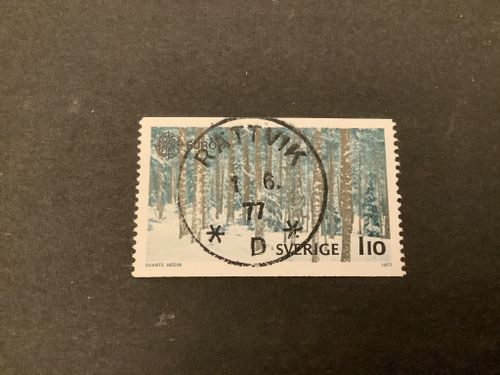 EUROPA
RÄTTVIK
1. 6.
77
* D *
SVERIGE 110
SVANTE HEDIN 1977